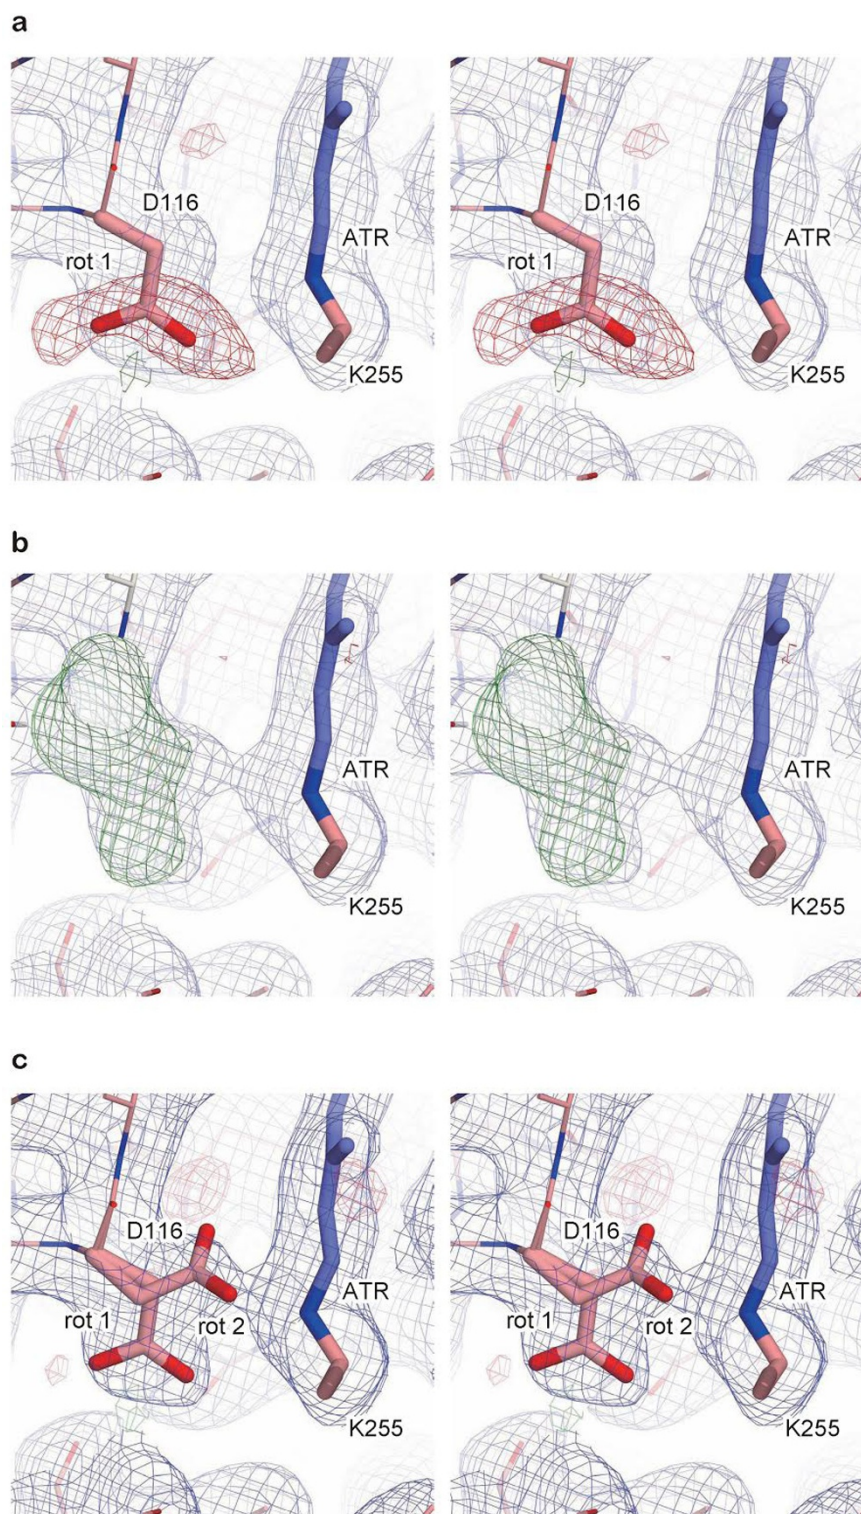 a
D116 D116
ATR ATR
rot 1 rot 1
K255 K255
b
ATR ATR
K255 K255
c
D116 D116
ATR ATR
rot 1 rot 2 rot 1 rot 2
K255 K255